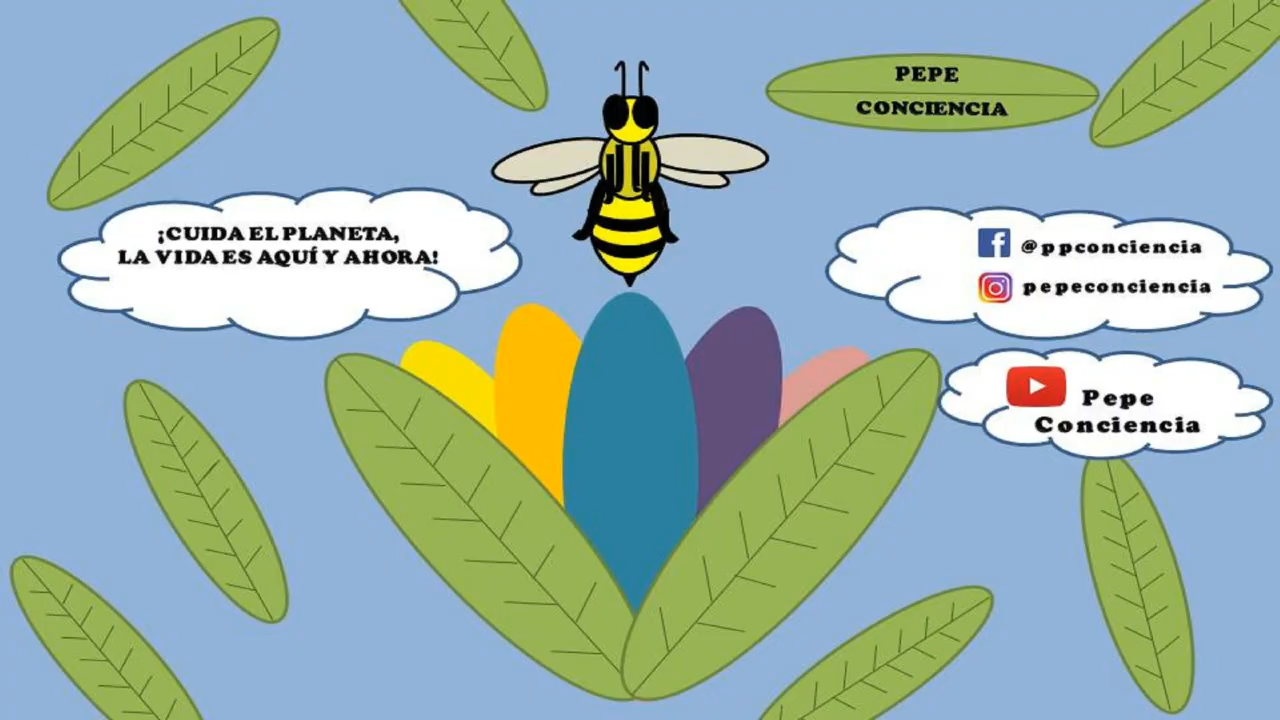 PEPE
CONCIENCIA
¡CUIDA EL PLANETA,
LA VIDA ES AQUÍ Y AHORA!
@ppconciencia
pepeconciencia
Pepe
Conciencia